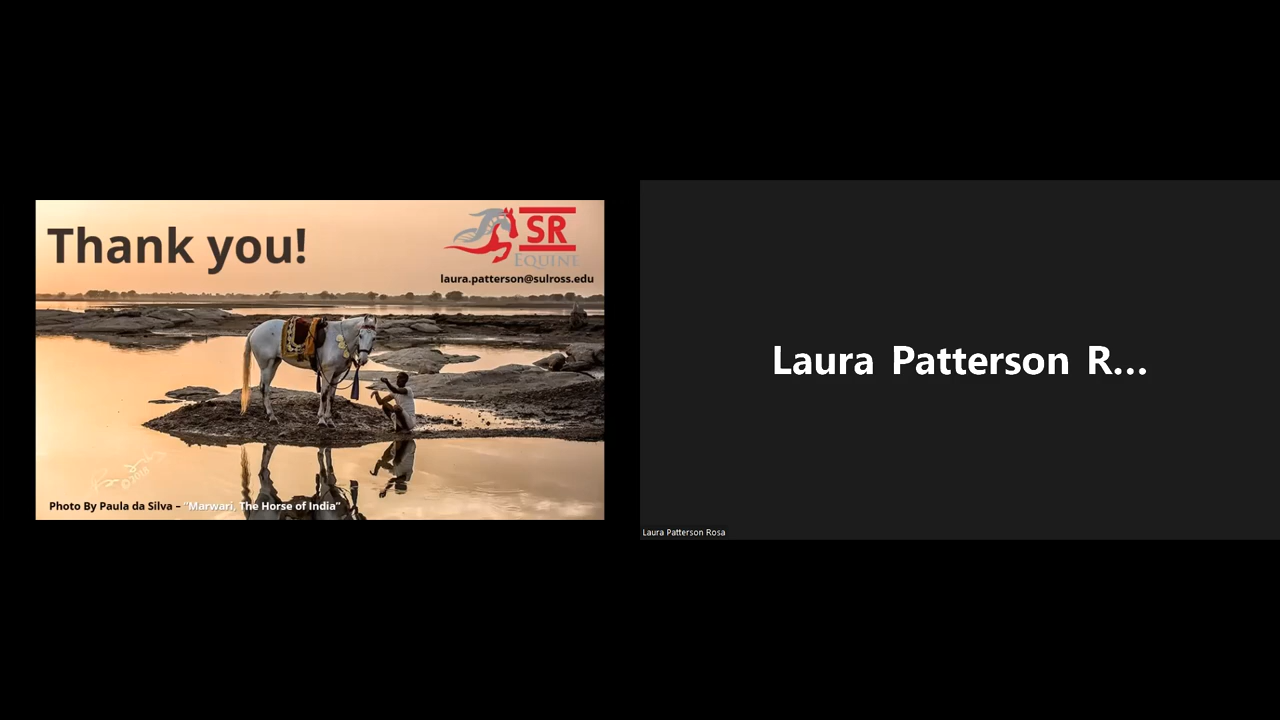 Thank you!
SR
EQUINE
laura.patterson@sulross.edu
©2013
Photo By Paula da Silva – "Marwari, The Horse of India"
Laura Patterson R...
Laura Patterson Rosa